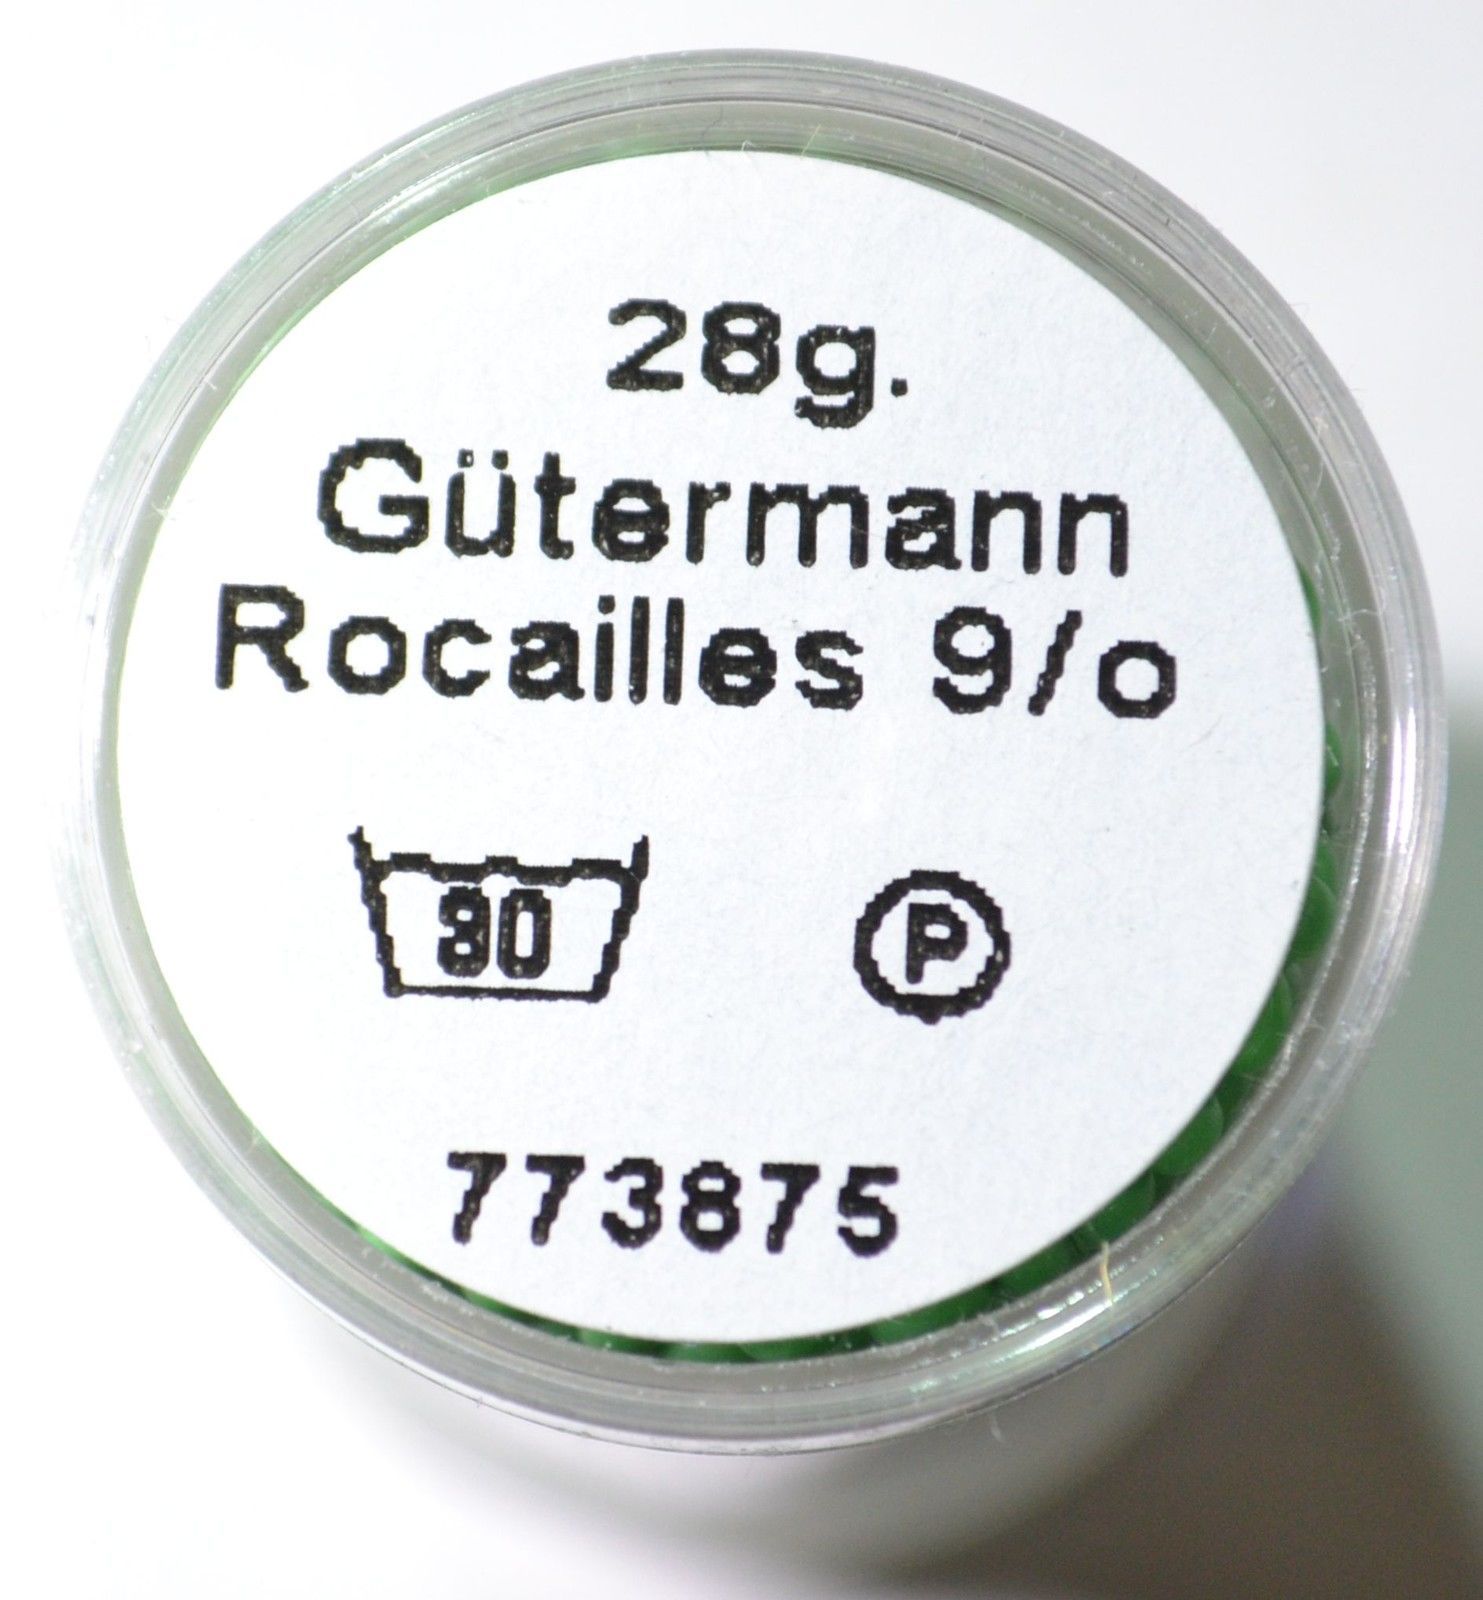 28g.
Gütermann
Rocailles 9/o
30 P
773875